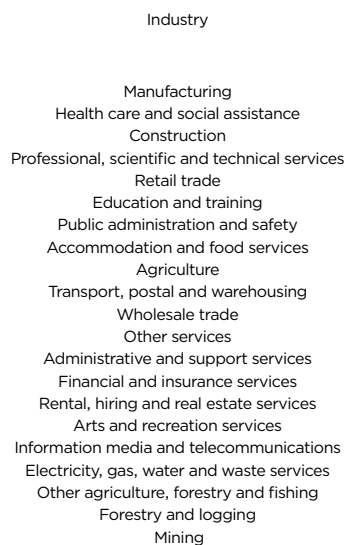 Industry
Manufacturing
Health care and social assistance
Construction
Professional, scientific and technical services
Retail trade
Education and training
Public administration and safety
Accommodation and food services
Agriculture
Transport, postal and warehousing
Wholesale trade
Other services
Administrative and support services
Financial and insurance services
Rental, hiring and real estate services
Arts and recreation services
Information media and telecommunications
Electricity, gas, water and waste services
Other agriculture, forestry and fishing
Forestry and logging
Mining